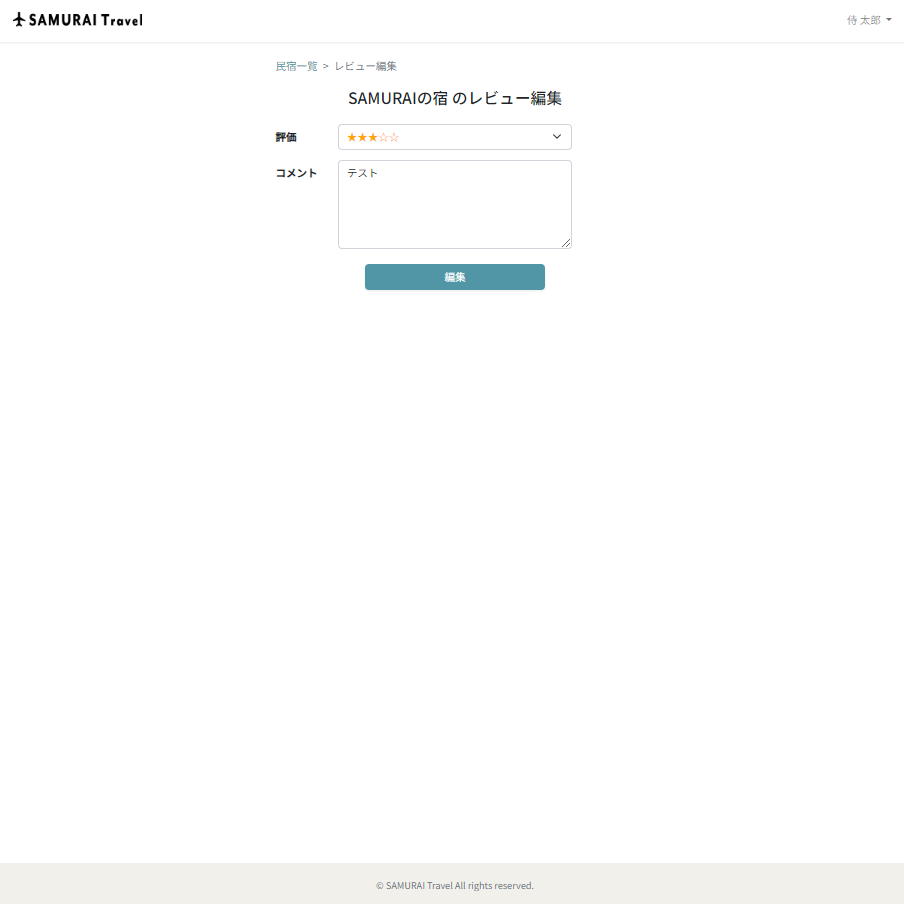 SAMURAI Travel
侍 太郎
民宿一覧 > レビュー編集
SAMURAIの宿 のレビュー編集
評価
★★★☆☆
コメント
テスト
編集
© SAMURAI Travel All rights reserved.